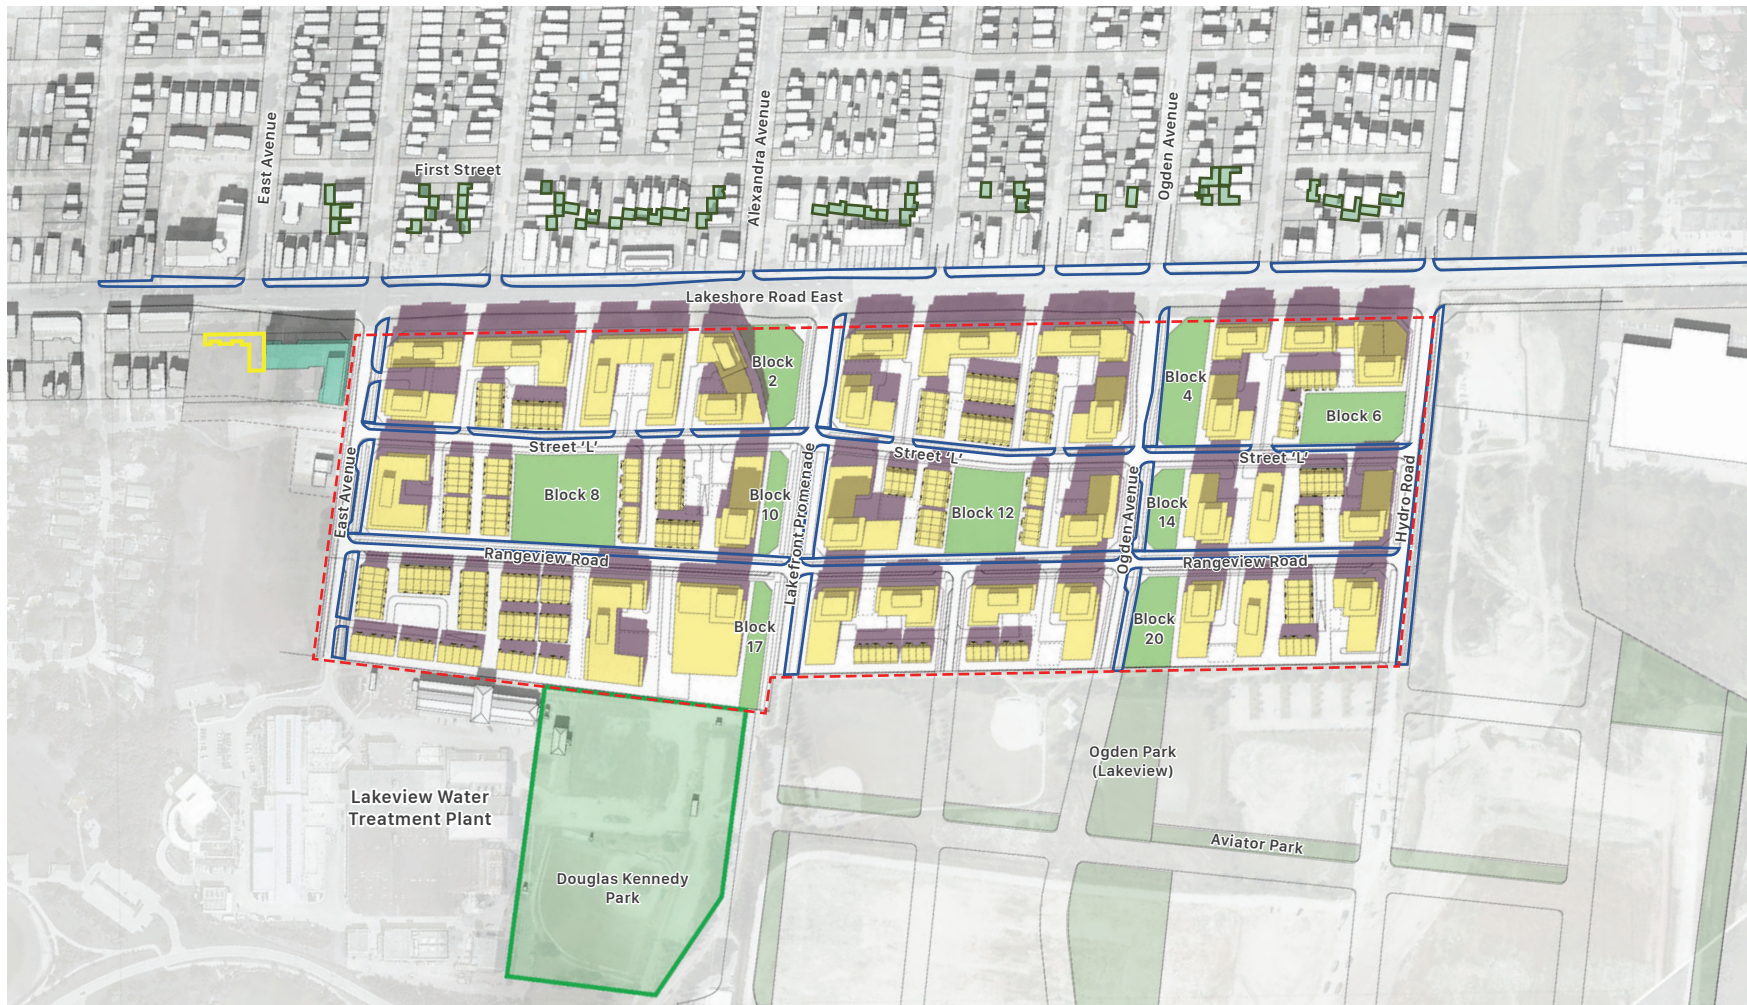 East Avenue
First Street
Alexandra Avenue
Ogden Avenue
Lakeshore Road East
Block
2
Block
4
Block 6
Street ‘L’
Street ‘L’
Street ‘L’
East Avenue
Block 8
Block
10
Lakefront Promenade
Block 12
Ogden Avenue
Block
14
Hydro Road
Rangeview Road
Rangeview Road
Block
17
Block
20
Ogden Park
(Lakeview)
Lakeview Water
Treatment Plant
Aviator Park
Douglas Kennedy
Park